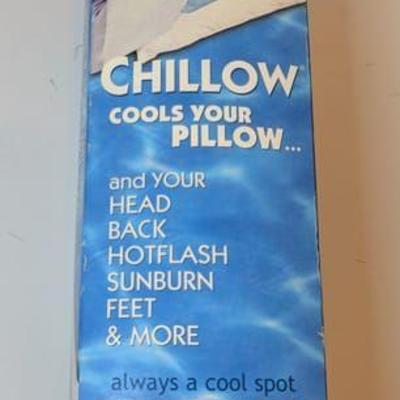 CHILLOW®
COOLS YOUR
PILLOW...
and YOUR
HEAD
BACK
HOTFLASH
SUNBURN
FEET
& MORE
always a cool spot